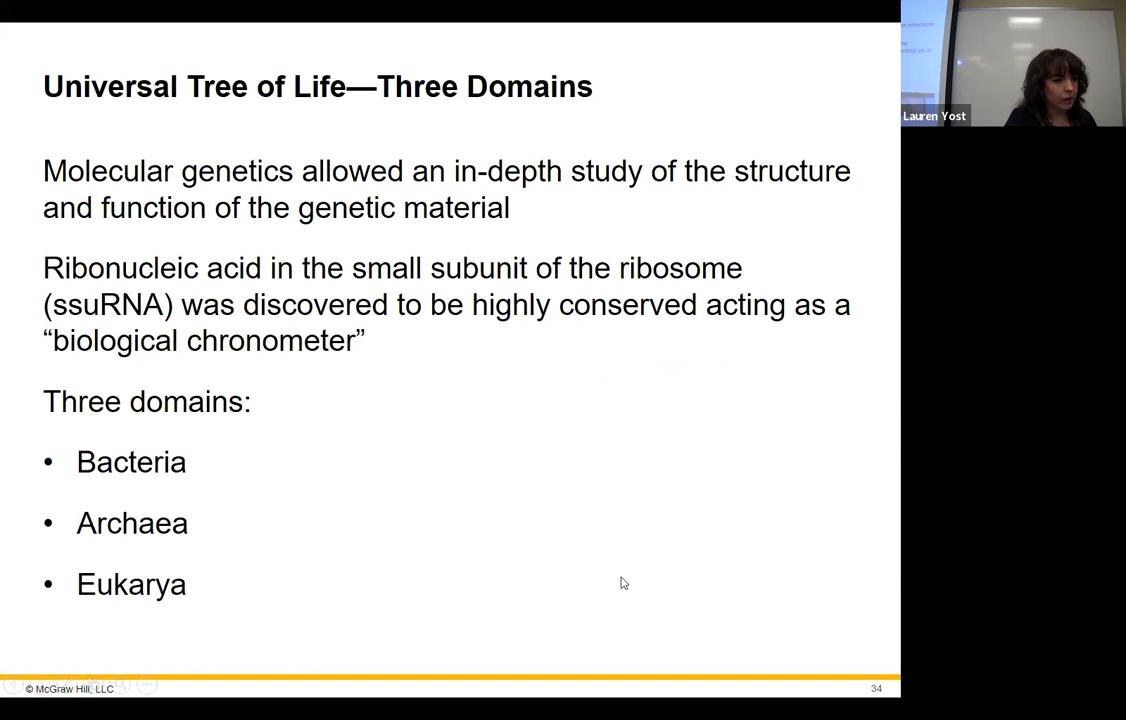 Universal Tree of Life—Three Domains
Molecular genetics allowed an in-depth study of the structure
and function of the genetic material
Ribonucleic acid in the small subunit of the ribosome
(ssuRNA) was discovered to be highly conserved acting as a
“biological chronometer”
Three domains:
• Bacteria
• Archaea
• Eukarya
© McGraw Hill, LLC
34
Lauren Yost